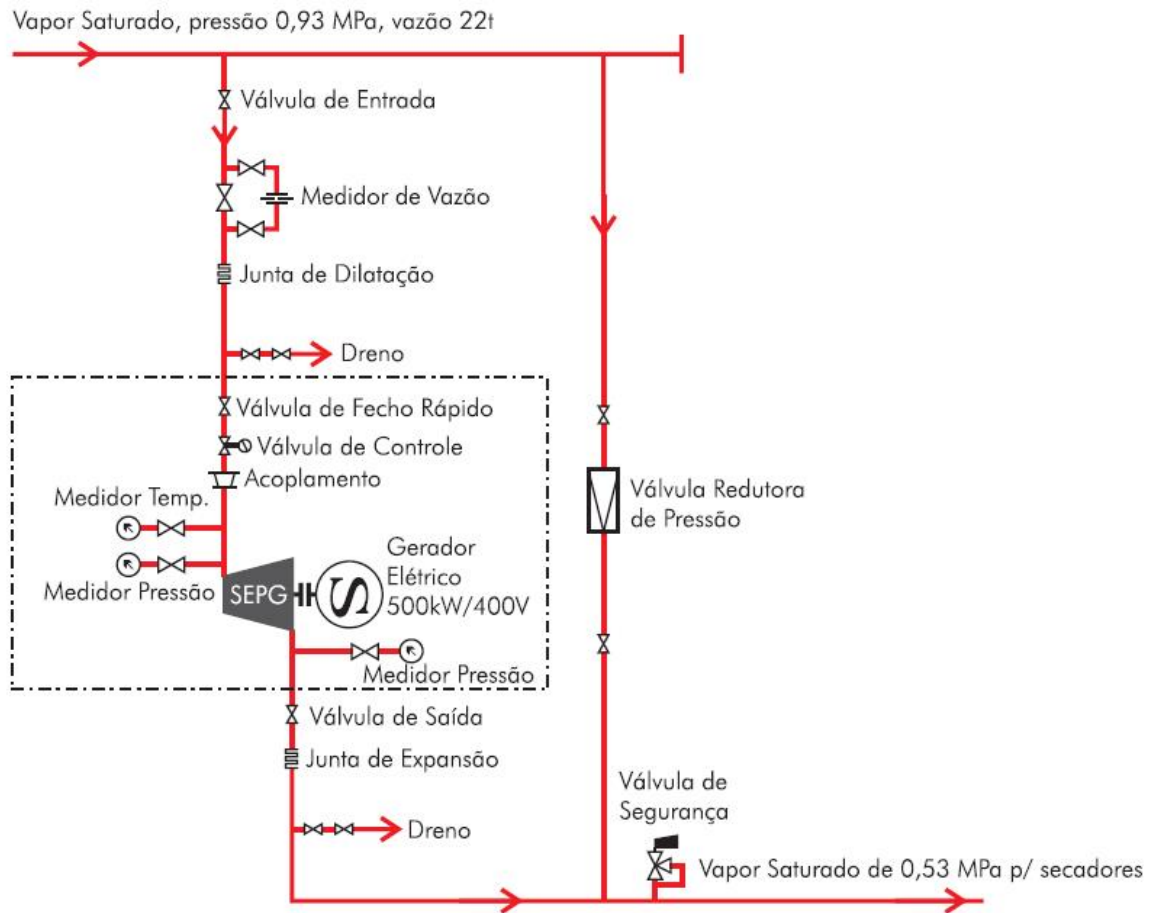 Vapor Saturado, pressão 0,93 MPa, vazão 22t
Válvula de Entrada
Medidor de Vazão
Junta de Dilatação
Dreno
Válvula de Fecho Rápido
Válvula de Controle
Acoplamento
Medidor Temp.
Medidor Pressão
SEPG
S
Gerador
Elétrico
500kW/400V
Medidor Pressão
Válvula de Saída
Junta de Expansão
Dreno
Válvula Redutora
de Pressão
Válvula de
Segurança
Vapor Saturado de 0,53 MPa p/ secadores